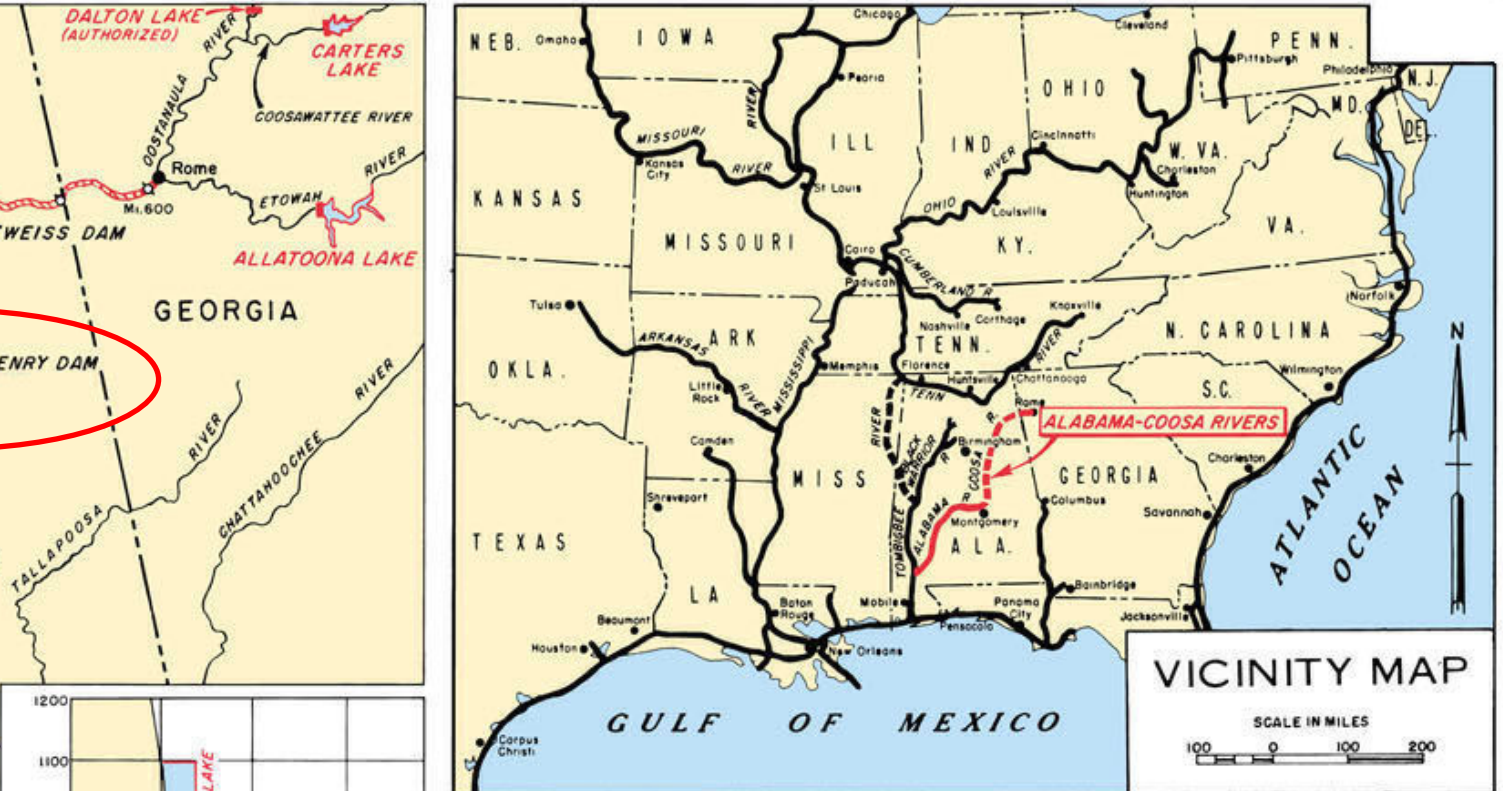 DALTON LAKE
(AUTHORIZED)
CARTERS
LAKE
RIVER
OOSTANAULA
COOSAWATTEE RIVER
Rome
RIVER
ETOWAH
MI.600
WEISS DAM
ALLATOONA LAKE
GEORGIA
ENRY DAM
RIVER
RIVER
TALLAPOOSA
CHATTAHOOCHEE
1200
1100
LAKE
Chicago
Cleveland
NEB.
Omaha
IOWA
PENN.
Pittsburgh
Philadelphia
N.J.
Peoria
OHIO
MD.
DEL.
RIVER
MISSOURI
RIVER
ILL
IND
RIVER
Cincinnatti
W. VA.
Kansas
City
Charleston
Huntington
St Louis
KANSAS
OHIO
Louisville
MISSOURI
KY.
VA.
Cairo
Paducah
CUMBERLAND R
Norfolk
Tulsa
Nashville
Carthage
Knoxville
ARK
ARKANSAS
RIVER
MISSISSIPPI
TENN.
RIVER
N. CAROLINA
OKLA.
Memphis
Florence
Huntsville
Chattanooga
Wilmington
Little
Rock
TENN
S.C.
Rome
R.
ALABAMA-COOSA RIVERS
RIVER
Camden
BLACK
WARRIOR
R
Birmingham
COOSA
Charleston
MISS
GEORGIA
Shreveport
Columbus
Savannah
TOMBIGBEE
ALABAMA
R
Montgomery
TEXAS
ALA.
ATLANTIC
OCEAN
N
LA
Baton
Rouge
Mobile
Panama
City
Bainbridge
Pensacola
Jacksonville
Beaumont
Houston
New Orleans
Corpus
Christi
GULF OF MEXICO
VICINITY MAP
SCALE IN MILES
100 0 100 200